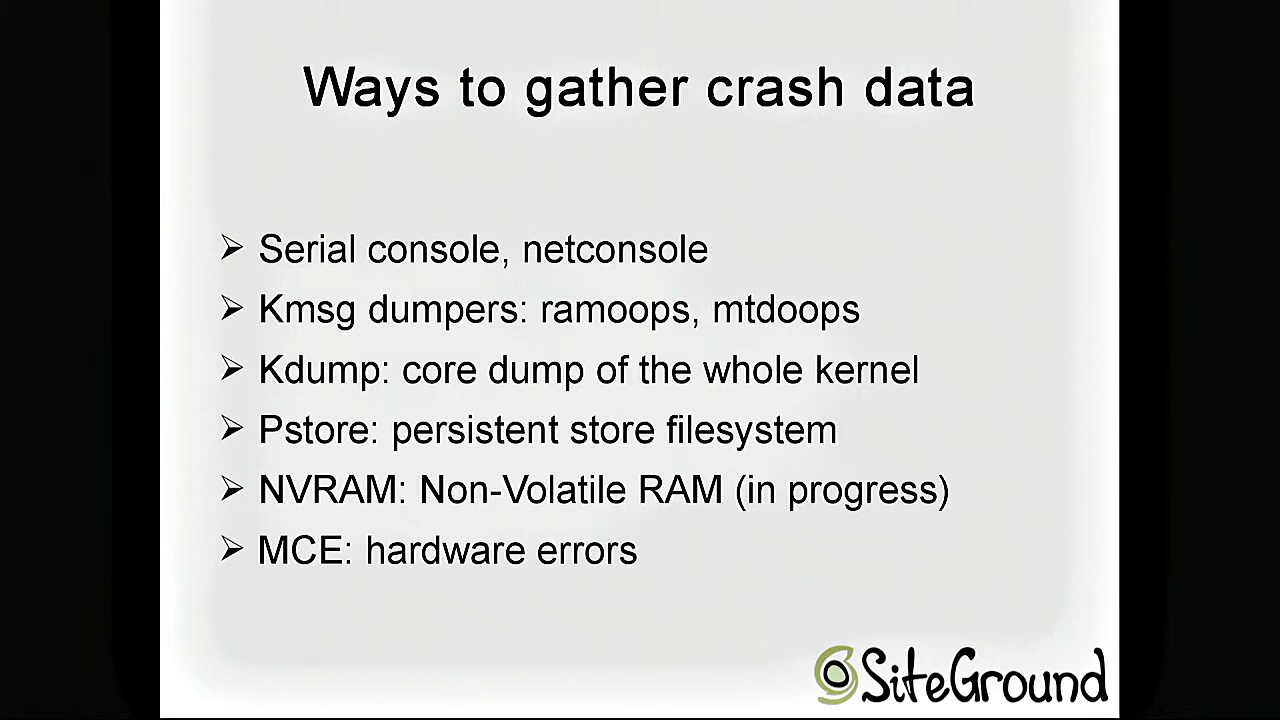 Ways to gather crash data
➢ Serial console, netconsole
➢ Kmsg dumpers: ramoops, mtdoops
➢ Kdump: core dump of the whole kernel
➢ Pstore: persistent store filesystem
➢ NVRAM: Non-Volatile RAM (in progress)
➢ MCE: hardware errors
SiteGround